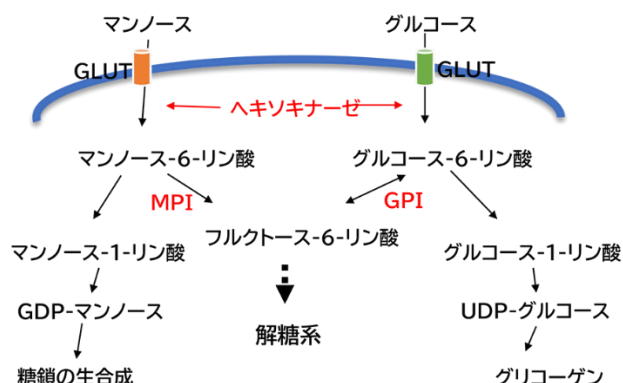 マンノース グルコース
GLUT GLUT
ヘキソキナーゼ
マンノース-6-リン酸 グルコース-6-リン酸
MPI GPI
フルクトース-6-リン酸
マンノース-1-リン酸 グルコース-1-リン酸
GDP-マンノース UDP-グルコース
解糖系
糖鎖の生合成 グリコーゲン